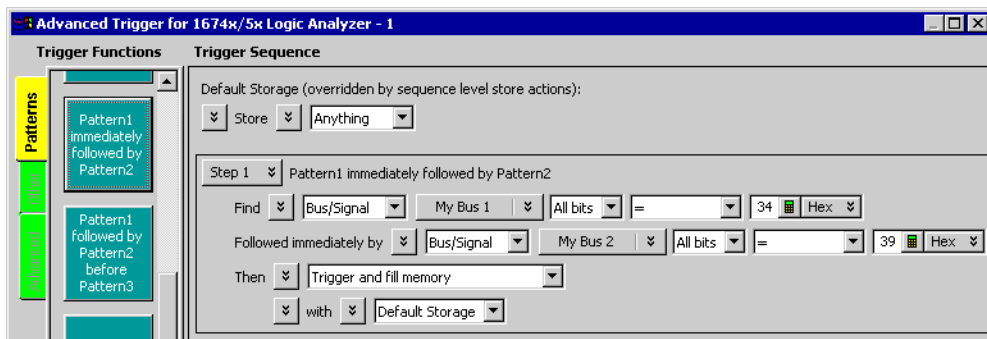 Advanced Trigger for 1674x/5x Logic Analyzer - 1
Trigger Functions
Trigger Sequence
Patterns
Other
Advanced
Pattern1
immediately
followed by
Pattern2
Pattern1
followed by
Pattern2
before
Pattern3
Default Storage (overridden by sequence level store actions):
Store Anything
Step 1 Pattern1 immediately followed by Pattern2
Find Bus/Signal My Bus 1 All bits = 34 Hex
Followed immediately by Bus/Signal My Bus 2 All bits = 39 Hex
Then Trigger and fill memory
with Default Storage